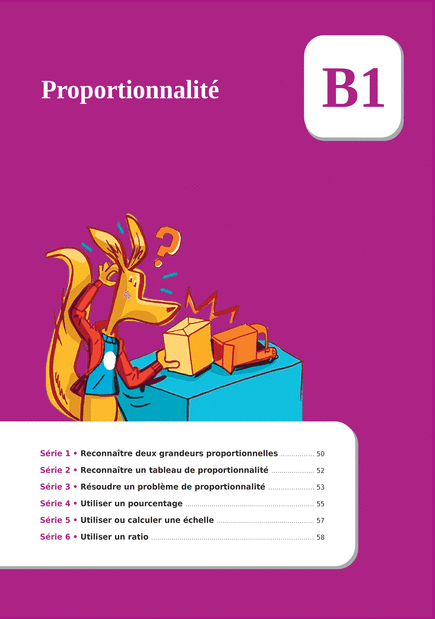 B1
Proportionnalité
?
Série 1 • Reconnaître deux grandeurs proportionnelles ............... 50
Série 2 • Reconnaître un tableau de proportionnalité ................... 52
Série 3 • Résoudre un problème de proportionnalité .................... 53
Série 4 • Utiliser un pourcentage ...................................................... 55
Série 5 • Utiliser ou calculer une échelle .......................................... 57
Série 6 • Utiliser un ratio .................................................................... 58